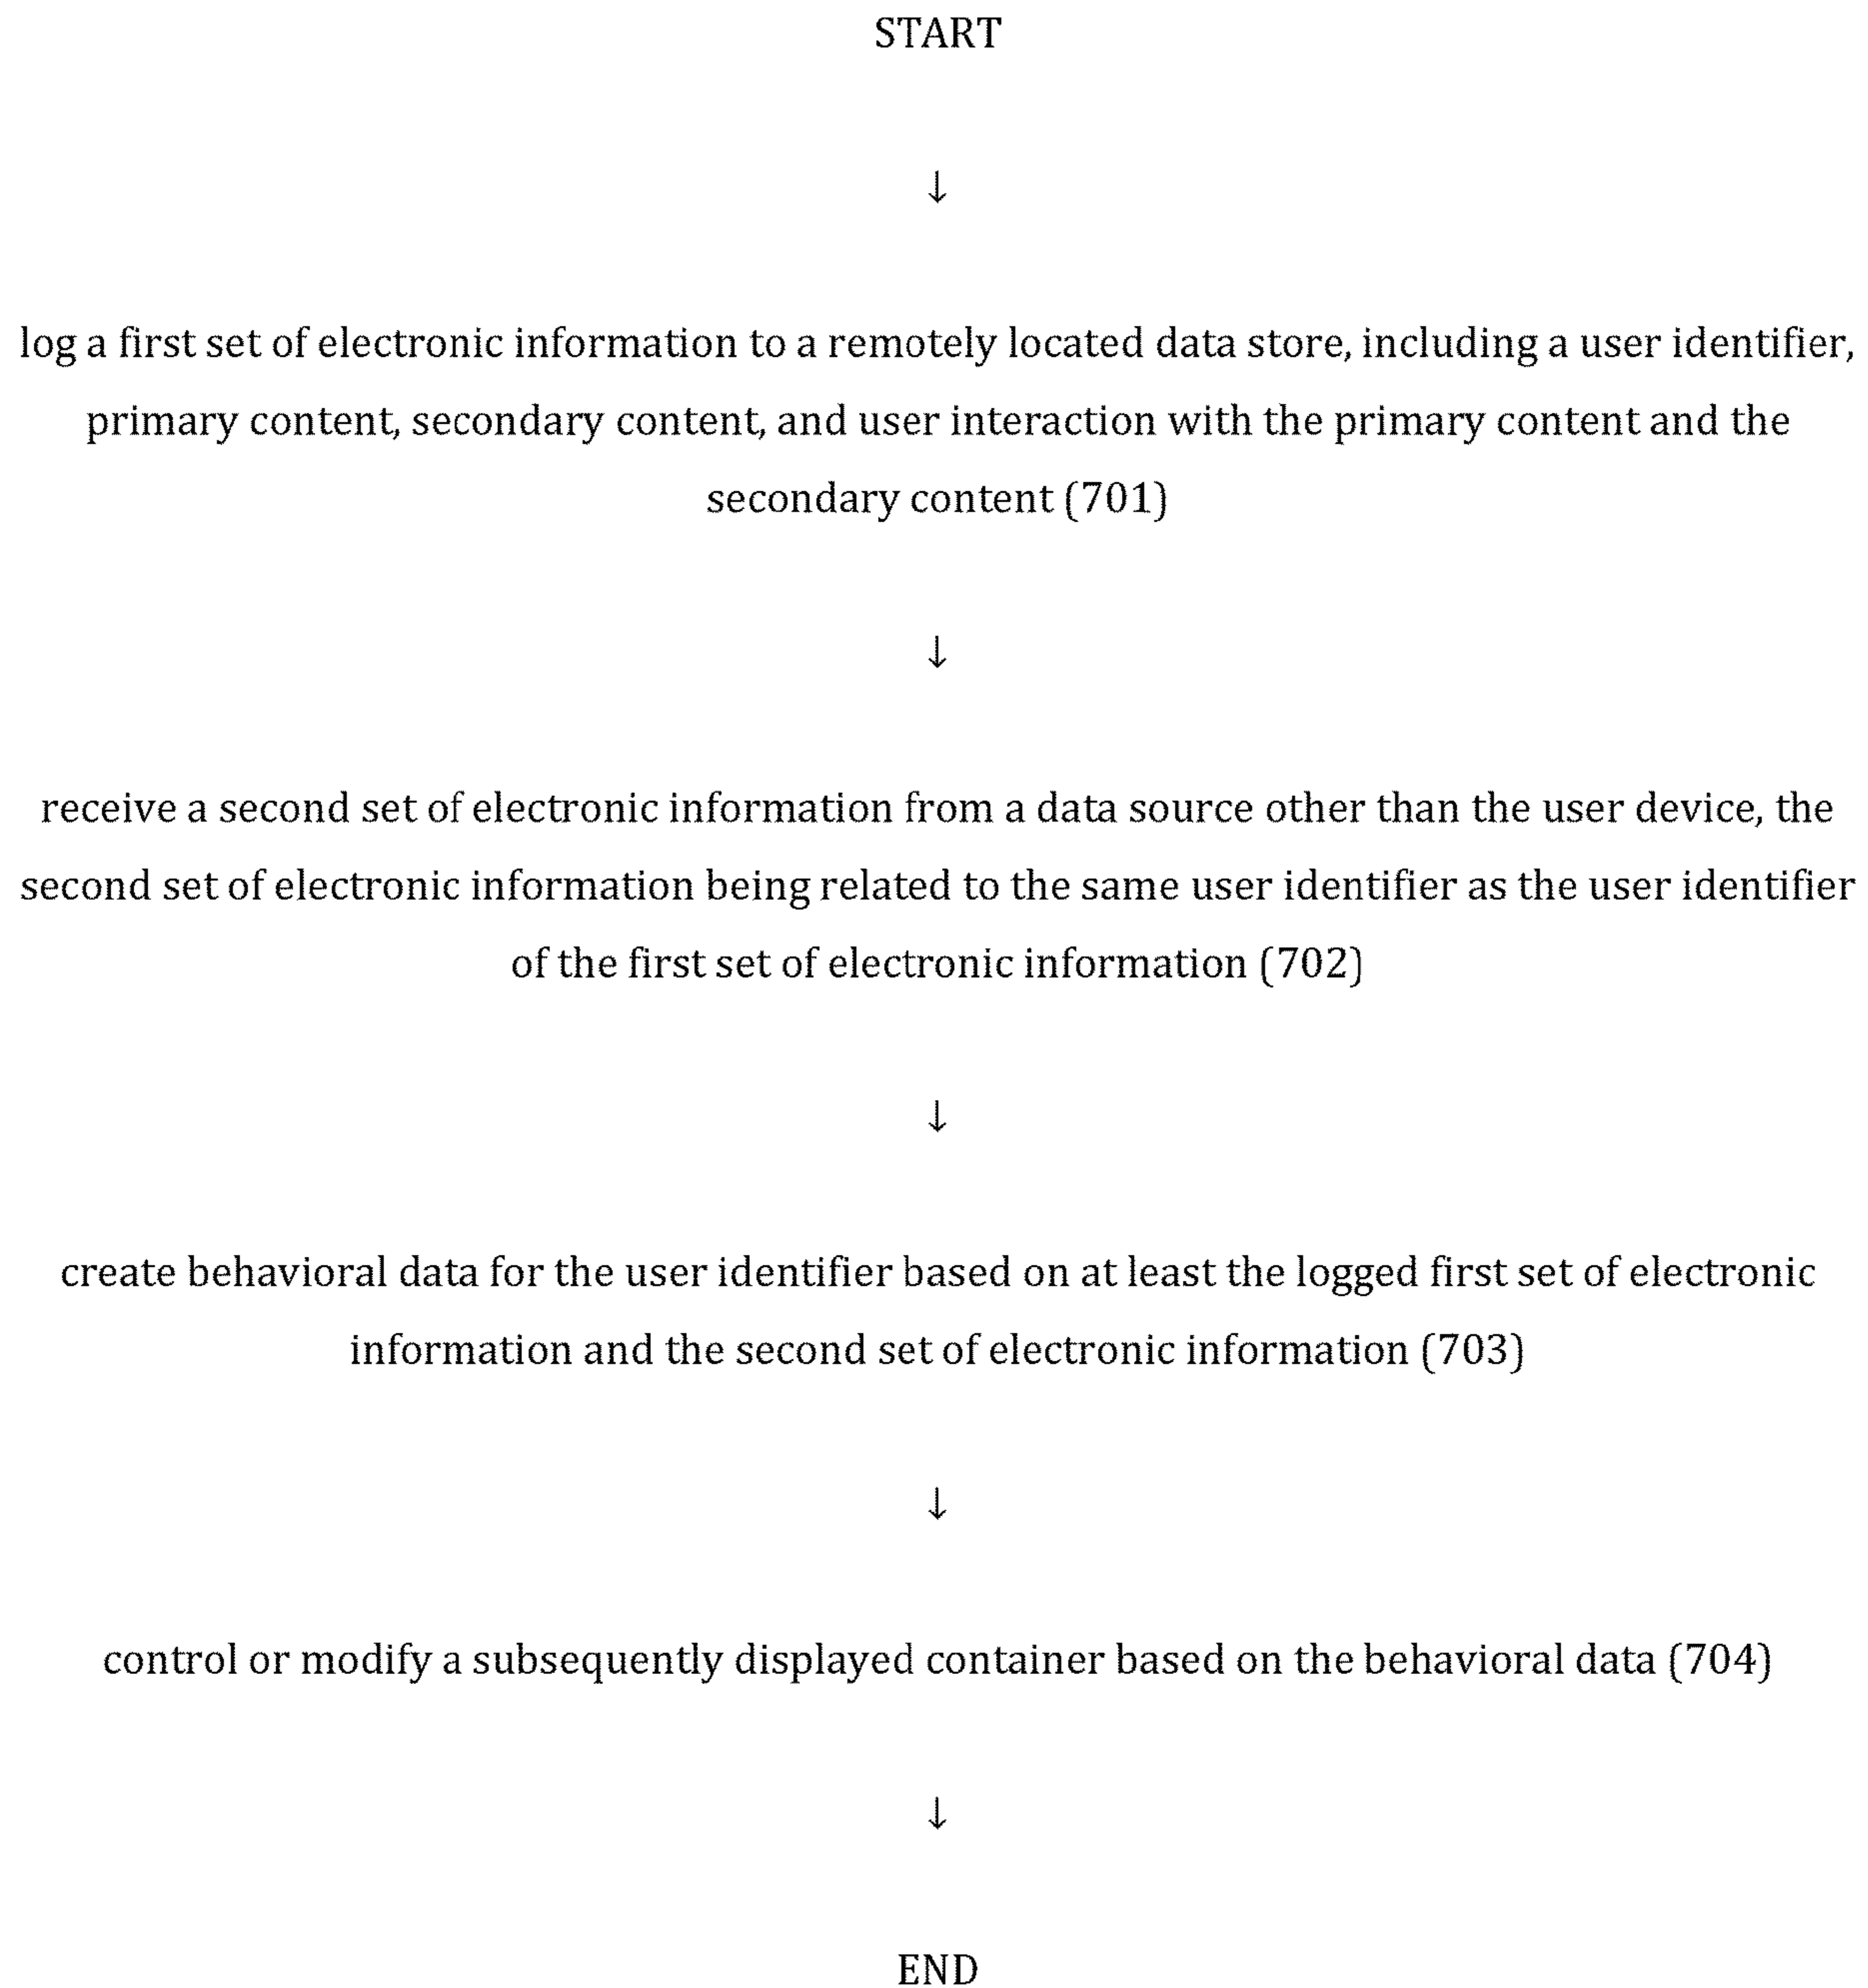 START
↓
log a first set of electronic information to a remotely located data store, including a user identifier,
primary content, secondary content, and user interaction with the primary content and the
secondary content (701)
↓
receive a second set of electronic information from a data source other than the user device, the
second set of electronic information being related to the same user identifier as the user identifier
of the first set of electronic information (702)
↓
create behavioral data for the user identifier based on at least the logged first set of electronic
information and the second set of electronic information (703)
↓
control or modify a subsequently displayed container based on the behavioral data (704)
↓
END